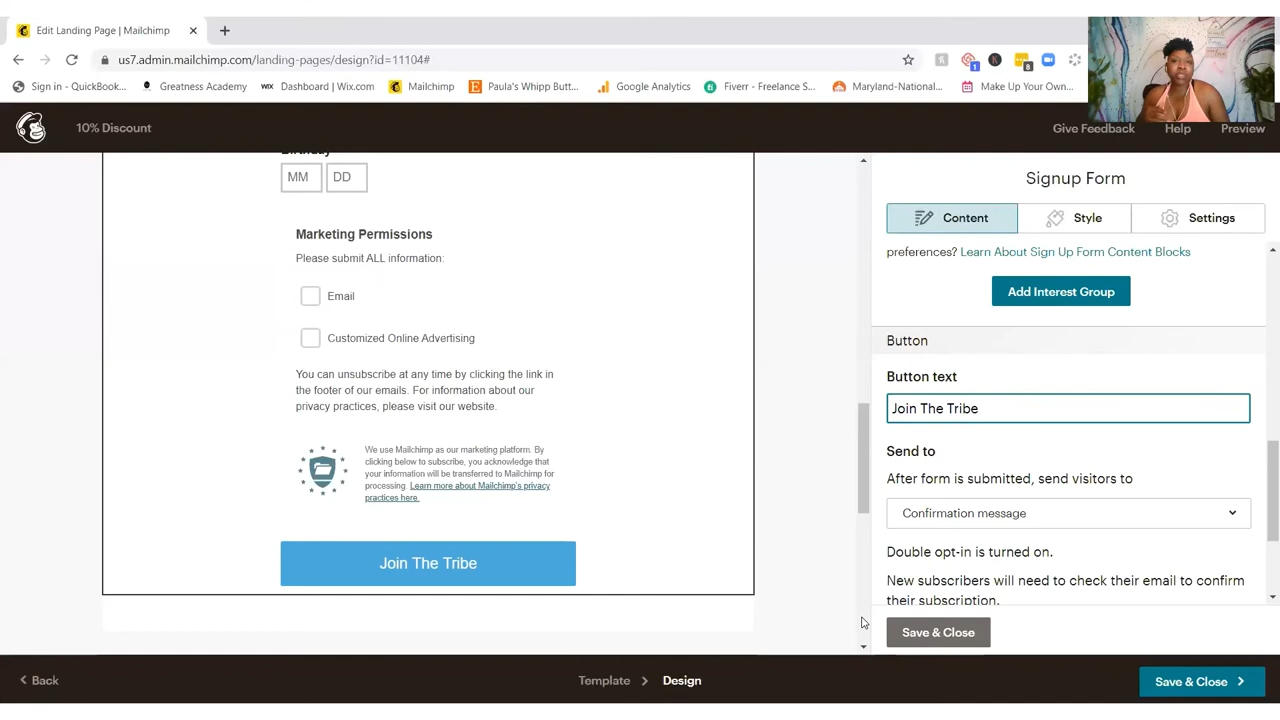 Edit Landing Page | Mailchimp
us7.admin.mailchimp.com/landing-pages/design?id=11104#
1
8
Sign in - QuickBook...
Greatness Academy
Dashboard | Wix.com
Mailchimp
Paula's Whipp Butt...
Google Analytics
Fiverr - Freelance S...
Maryland-National...
Make Up Your Own...
10% Discount
Give Feedback
Help
Preview
Birthday
MM
DD
Marketing Permissions
Please submit ALL information:
Email
Customized Online Advertising
You can unsubscribe at any time by clicking the link in
the footer of our emails. For information about our
privacy practices, please visit our website.
We use Mailchimp as our marketing platform. By
clicking below to subscribe, you acknowledge that
your information will be transferred to Mailchimp for
processing. Learn more about Mailchimp's privacy
practices here.
Join The Tribe
Signup Form
Content
Style
Settings
preferences? Learn About Sign Up Form Content Blocks
Add Interest Group
Button
Button text
Join The Tribe
Send to
After form is submitted, send visitors to
Confirmation message
Double opt-in is turned on.
New subscribers will need to check their email to confirm
their subscription.
Save & Close
Back
Template
Design
Save & Close